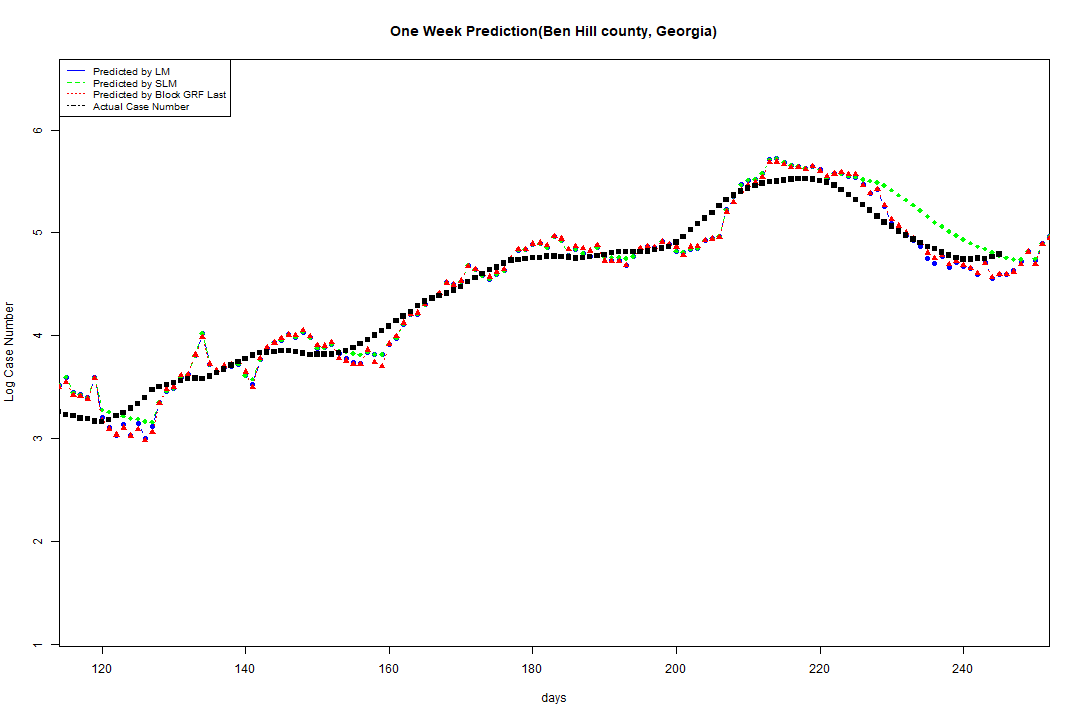 One Week Prediction(Ben Hill county, Georgia)
Predicted by LM
Predicted by SLM
Predicted by Block GRF Last
Actual Case Number
6
5
4
3
2
1
Log Case Number
120 140 160 180 200 220 240
days